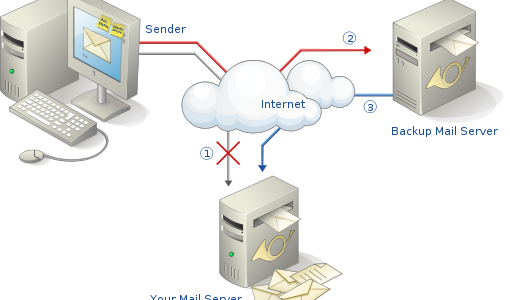 Sender
②
Internet
③
Backup Mail Server
①
Your Mail Server